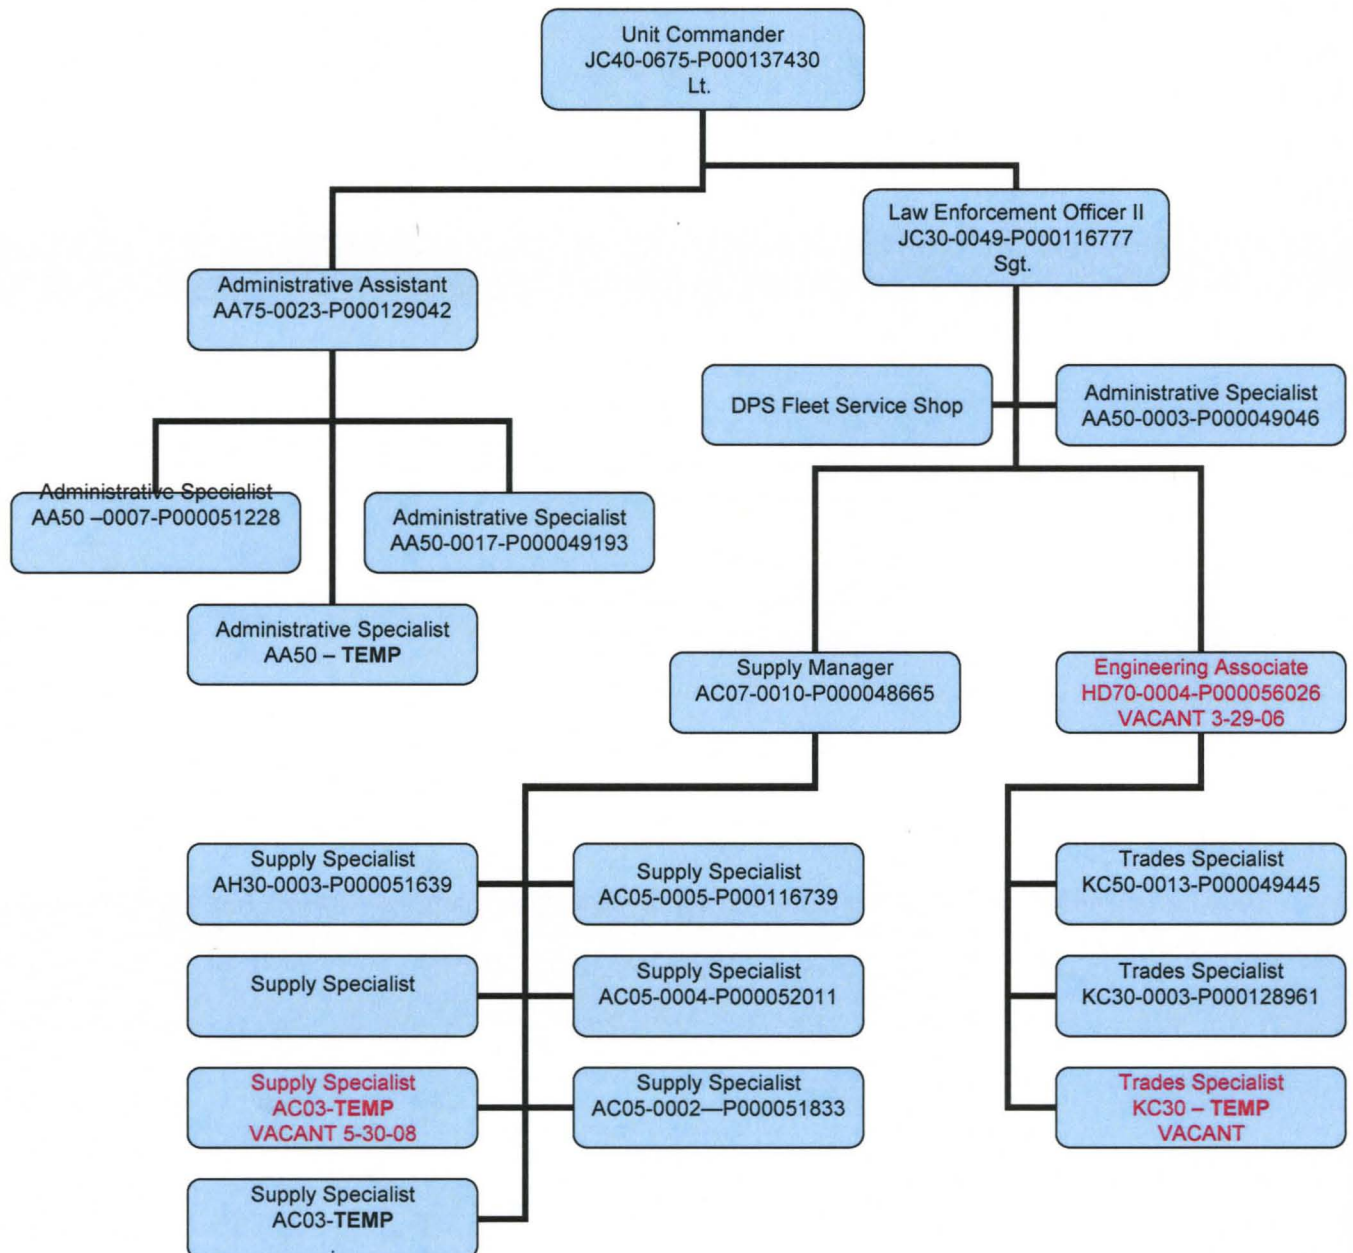 Unit Commander
JC40-0675-P000137430
Lt.
Law Enforcement Officer II
JC30-0049-P000116777
Sgt.
Administrative Assistant
AA75-0023-P000129042
DPS Fleet Service Shop
Administrative Specialist
AA50-0003-P000049046
Administrative Specialist
AA50 –0007-P000051228
Administrative Specialist
AA50-0017-P000049193
Administrative Specialist
AA50 – TEMP
Supply Manager
AC07-0010-P000048665
Engineering Associate
HD70-0004-P000056026
VACANT 3-29-06
Supply Specialist
AH30-0003-P000051639
Supply Specialist
AC05-0005-P000116739
Trades Specialist
KC50-0013-P000049445
Supply Specialist
Supply Specialist
AC05-0004-P000052011
Trades Specialist
KC30-0003-P000128961
Supply Specialist
AC03-TEMP
VACANT 5-30-08
Supply Specialist
AC05-0002—P000051833
Trades Specialist
KC30 – TEMP
VACANT
Supply Specialist
AC03-TEMP